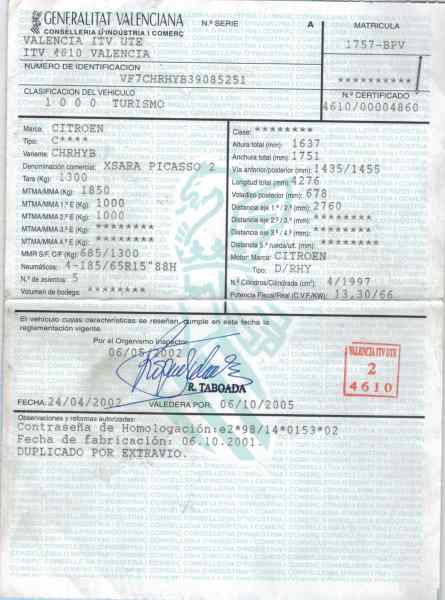 GENERALITAT VALENCIANA
CONSELLERIA D'INDÚSTRIA I COMERÇ
VALENCIA ITV UTE
ITV 4610 VALENCIA
N.º SERIE A
MATRICULA
1757-BPV
NUMERO DE IDENTIFICACION
VF7CHRHYB39085251
**********
CLASIFICACION DEL VEHICULO
1000 TURISMO
N.º CERTIFICADO
4610/00004860
Marca: CITROEN
Tipo: C****
Variante: CHRHYB
Denominación comercial: XSARA PICASSO 2
Tara (Kg): 1300
MTMA/MMA (Kg): 1850
MTMA/MMA 1.º E (Kg): 1000
MTMA/MMA 2.º E (Kg): 1000
MTMA/MMA 3.º E (Kg): ********
MTMA/MMA 4.º E (Kg): ********
MMR S/F, C/F (Kg): 685/1300
Neumáticos: 4-185/65R15"88H
N.º de asientos: 5
Volumen de bodega: ********
Clase: ********
Altura total (mm): 1637
Anchura total (mm): 1751
Vía anterior/posterior (mm): 1435/1455
Longitud total (mm): 4276
Voladizo posterior (mm): 678
Distancia eje 1.º/2.º (mm): 2760
Distancia eje 2.º/3.º (mm): ********
Distancia eje 3.º/4.º (mm): ********
Distancia 5.ª rueda/ult. (mm): ********
Motor: Marca: CITROEN
Tipo: D/RHY
N.º Cilindros/Cilindrada (cm³): 4/1997
Potencia Fiscal/Real (C.V.F/KW): 13,30/66
El vehículo cuyas características se reseñan, cumple en esta fecha la
reglamentación vigente
Por el Organismo Inspector
06/05/2002
R. TABOADA
VALENCIA ITV UTE
2
4610
FECHA: 24/04/2002 VALEDERA POR: 06/10/2005
Observaciones y reformas autorizadas:
Contraseña de Homologación:e2*98/14*0153*02
Fecha de fabricación: 06.10.2001.
DUPLICADO POR EXTRAVIO.